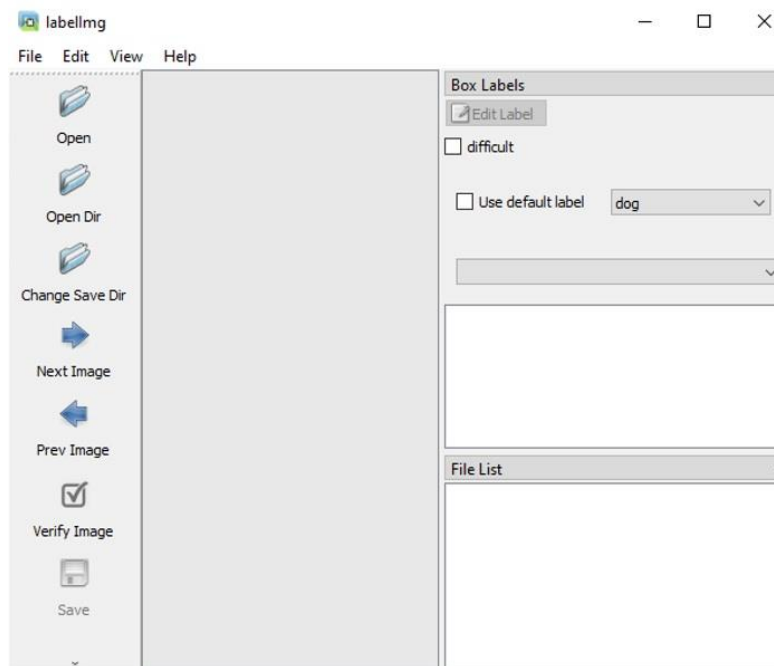 labelImg
File Edit View Help
Open
Open Dir
Change Save Dir
Next Image
Prev Image
Verify Image
Save
Box Labels
Edit Label
difficult
Use default label dog
File List